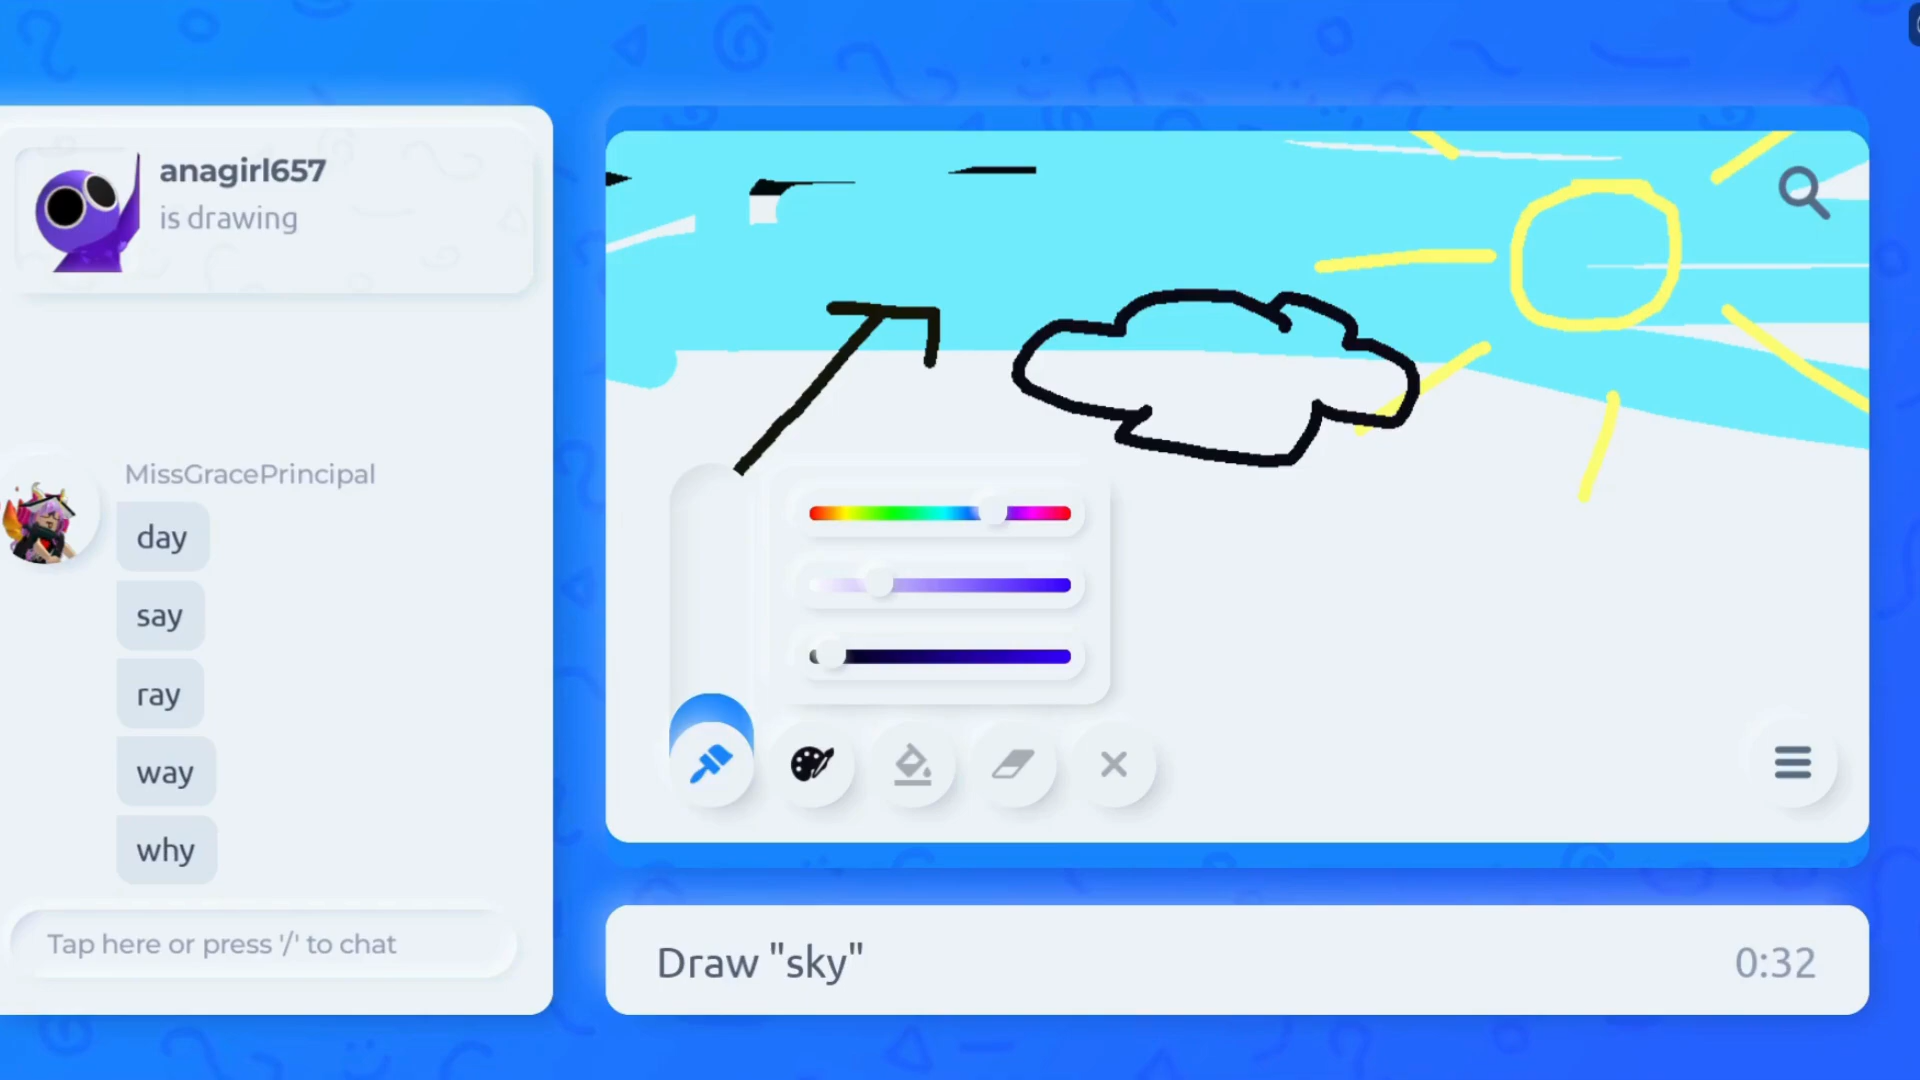 anagirl657
is drawing
MissGracePrincipal
day
say
ray
way
why
Tap here or press '/' to chat
Draw "sky"
0:32